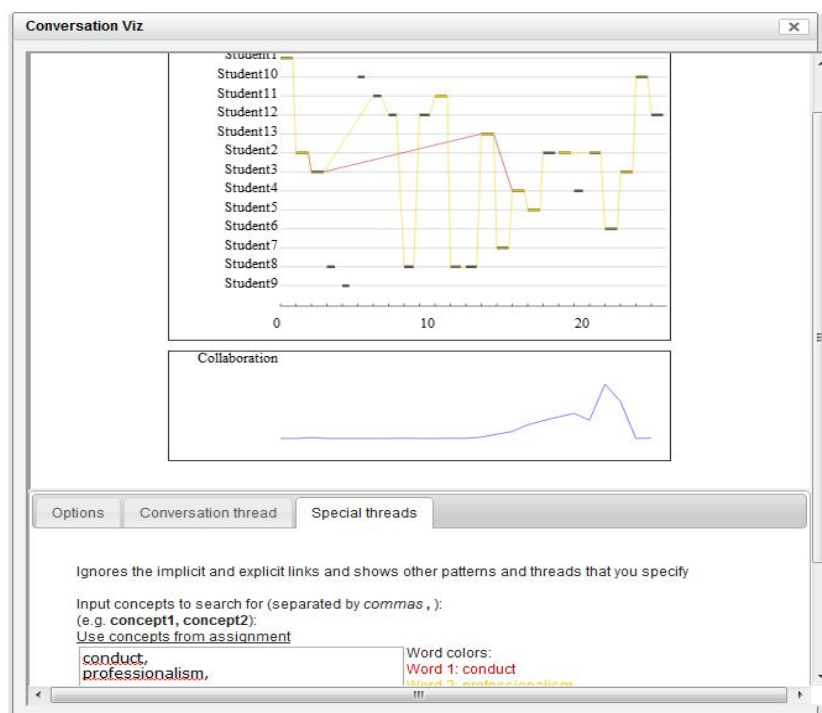 Conversation Viz
Student1
Student10
Student11
Student12
Student13
Student2
Student3
Student4
Student5
Student6
Student7
Student8
Student9
0 10 20
Collaboration
Options Conversation thread Special threads
Ignores the implicit and explicit links and shows other patterns and threads that you specify
Input concepts to search for (separated by commas , ):
(e.g. concept1, concept2):
Use concepts from assignment
conduct,
professionalism,
Word colors:
Word 1: conduct
Word 2: professionalism